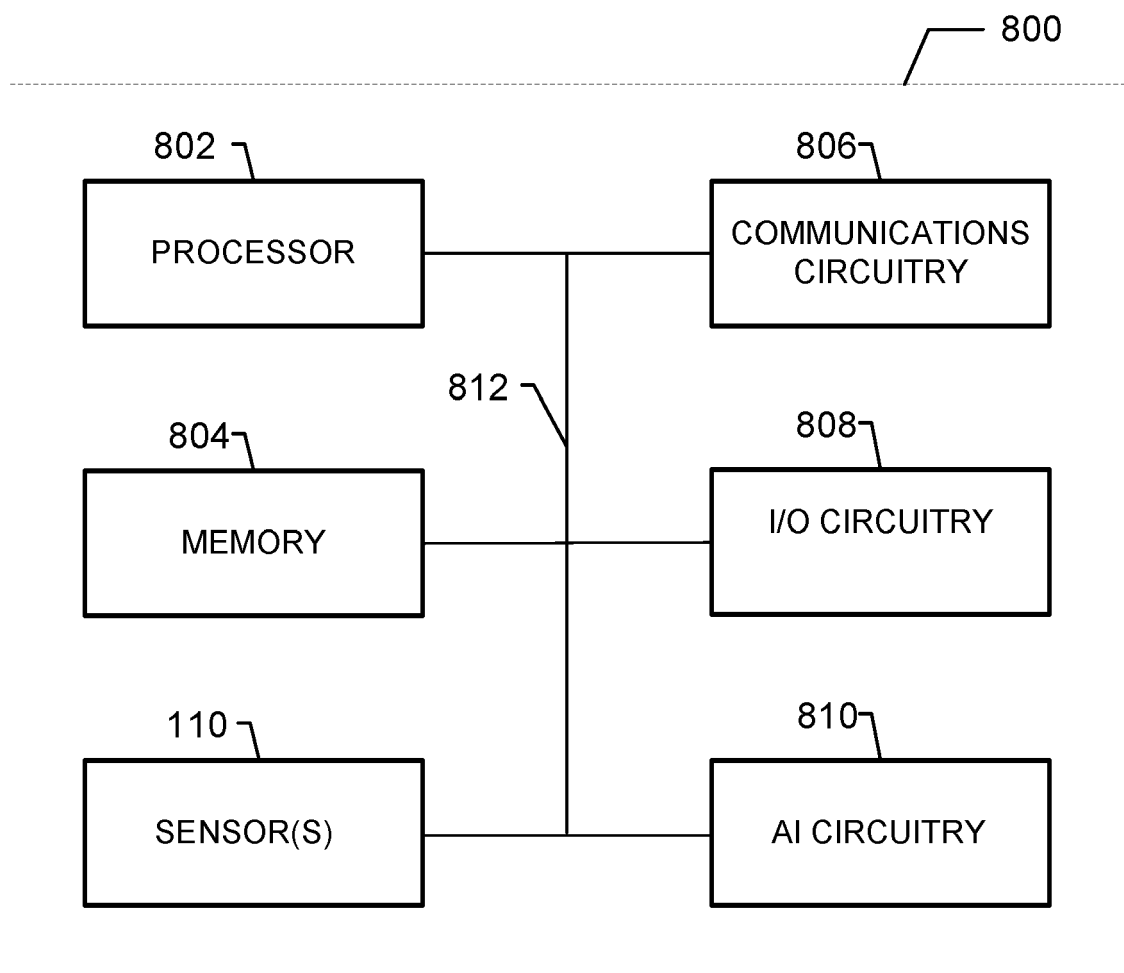 800
802
806
PROCESSOR
COMMUNICATIONS
CIRCUITRY
812
804
808
MEMORY
I/O CIRCUITRY
110
810
SENSOR(S)
AI CIRCUITRY